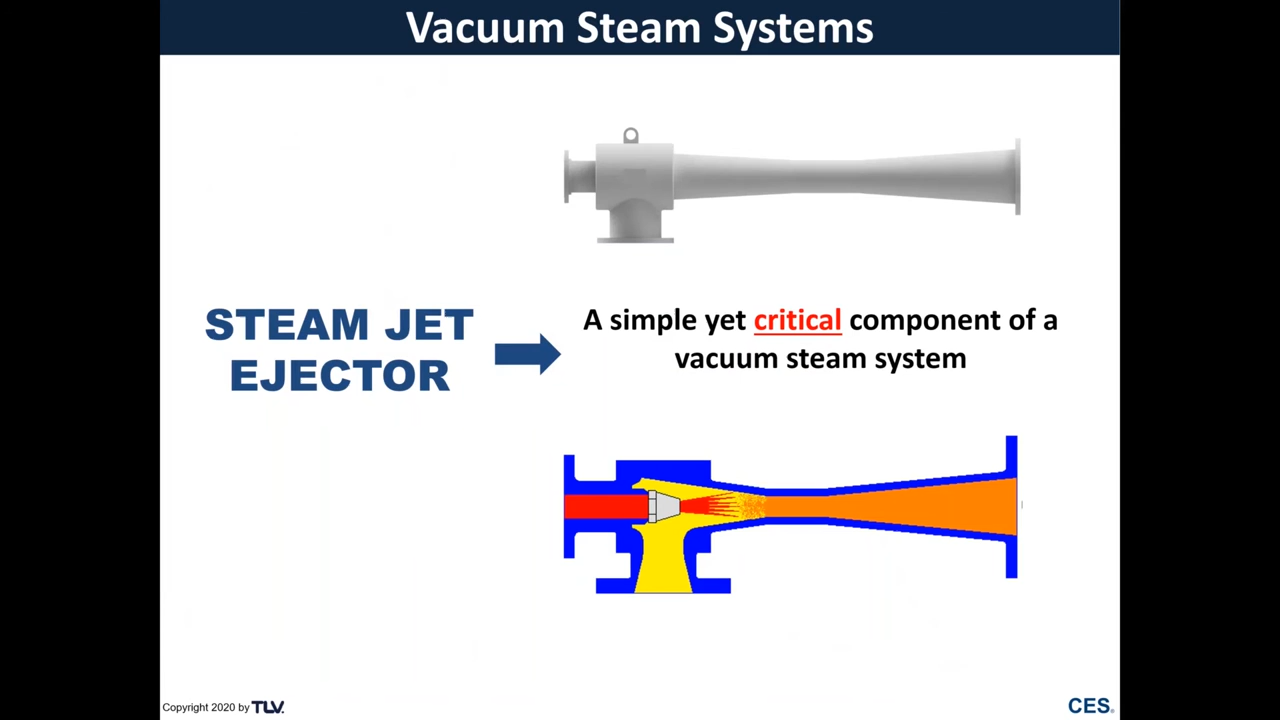 Vacuum Steam Systems
STEAM JET
EJECTOR
A simple yet critical component of a
vacuum steam system
Copyright 2020 by TLV.
CES®